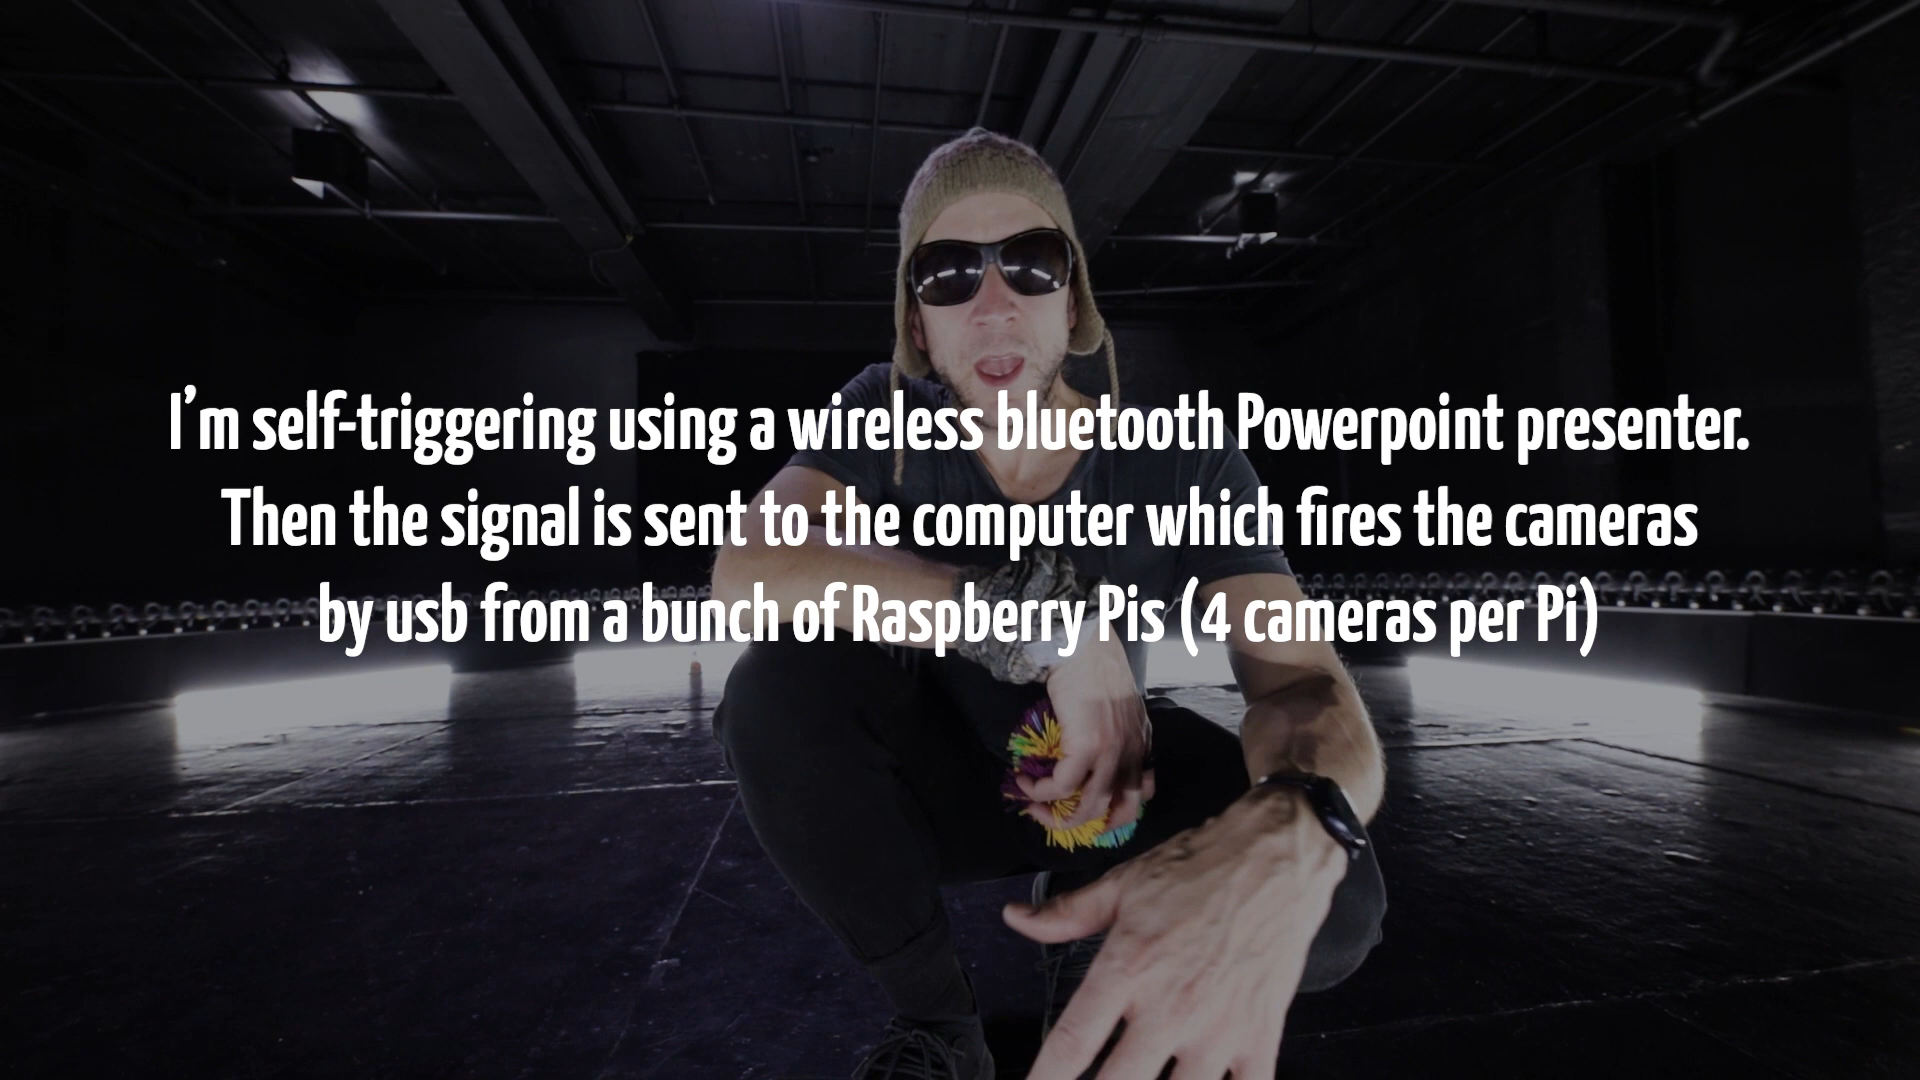 I’m self-triggering using a wireless bluetooth Powerpoint presenter.
Then the signal is sent to the computer which fires the cameras
by usb from a bunch of Raspberry Pis (4 cameras per Pi)